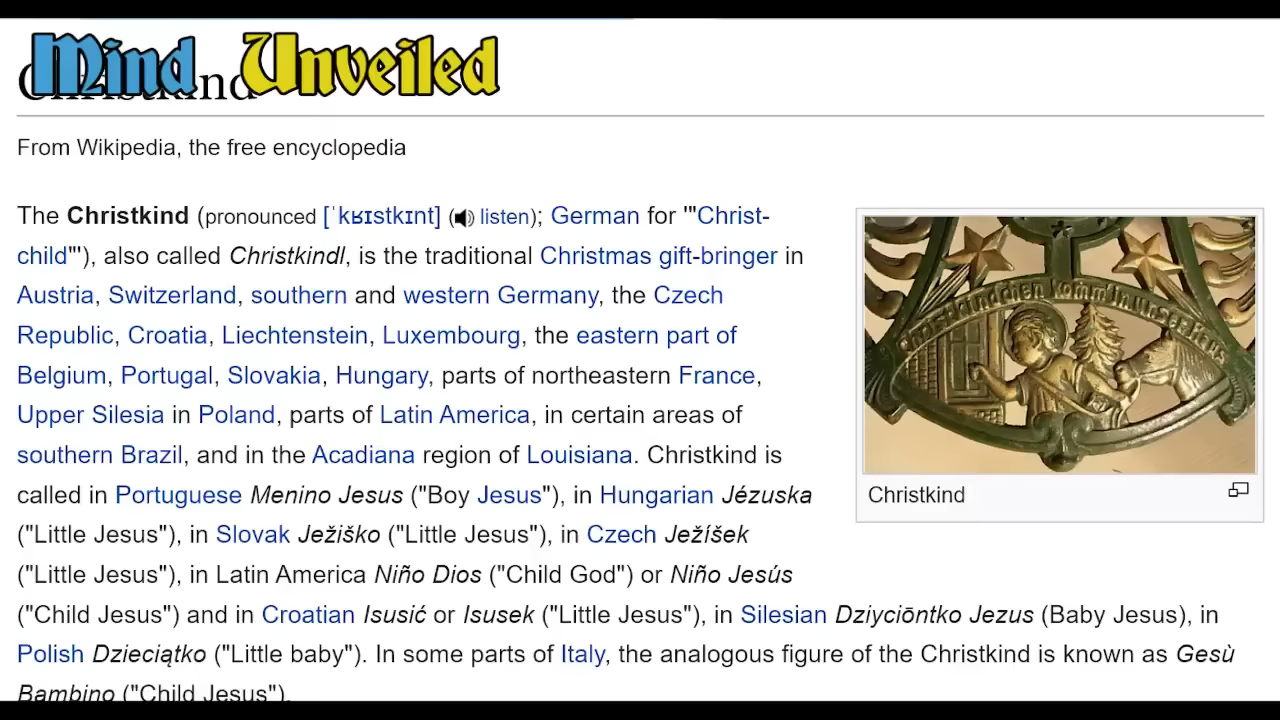 Mind Unveiled
Christkind
From Wikipedia, the free encyclopedia
The Christkind (pronounced [ˈkʁɪstkɪnt] ( listen); German for "'Christ-
child"'), also called Christkindl, is the traditional Christmas gift-bringer in
Austria, Switzerland, southern and western Germany, the Czech
Republic, Croatia, Liechtenstein, Luxembourg, the eastern part of
Belgium, Portugal, Slovakia, Hungary, parts of northeastern France,
Upper Silesia in Poland, parts of Latin America, in certain areas of
southern Brazil, and in the Acadiana region of Louisiana. Christkind is
called in Portuguese Menino Jesus ("Boy Jesus"), in Hungarian Jézuska
("Little Jesus"), in Slovak Ježiško ("Little Jesus"), in Czech Ježíšek
("Little Jesus"), in Latin America Niño Dios ("Child God") or Niño Jesús
("Child Jesus") and in Croatian Isusić or Isusek ("Little Jesus"), in Silesian Dziyciōntko Jezus (Baby Jesus), in
Polish Dzieciątko ("Little baby"). In some parts of Italy, the analogous figure of the Christkind is known as Gesù
Bambino ("Child Jesus").
komm in unser Haus
Christkind